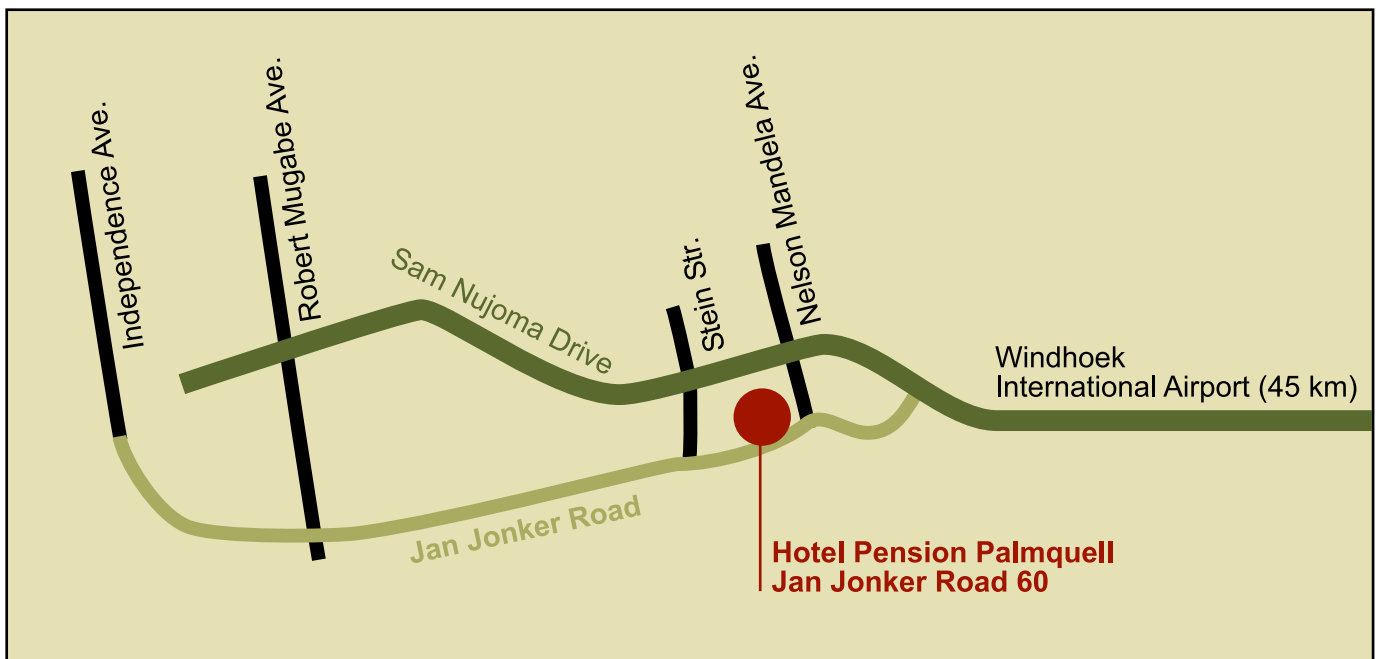 Independence Ave.
Robert Mugabe Ave.
Sam Nujoma Drive
Stein Str.
Nelson Mandela Ave.
Windhoek
International Airport (45 km)
Jan Jonker Road
Hotel Pension Palmquell
Jan Jonker Road 60